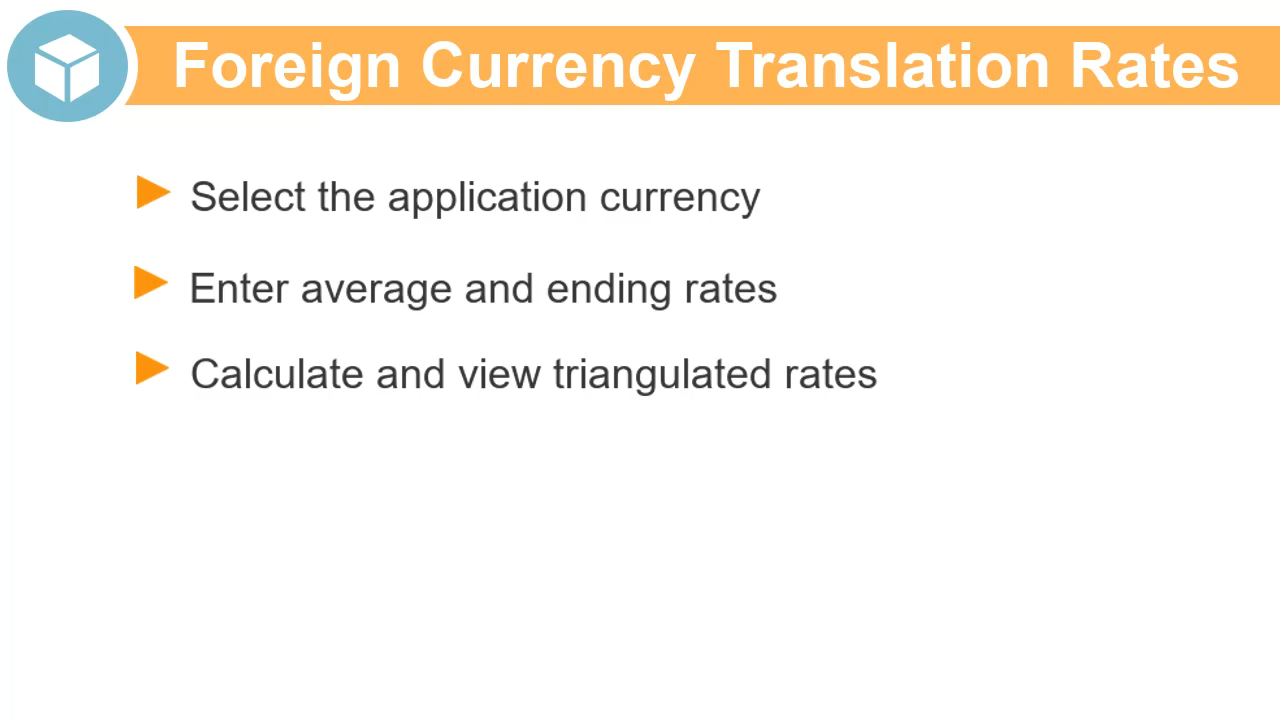 Foreign Currency Translation Rates
Select the application currency
Enter average and ending rates
Calculate and view triangulated rates